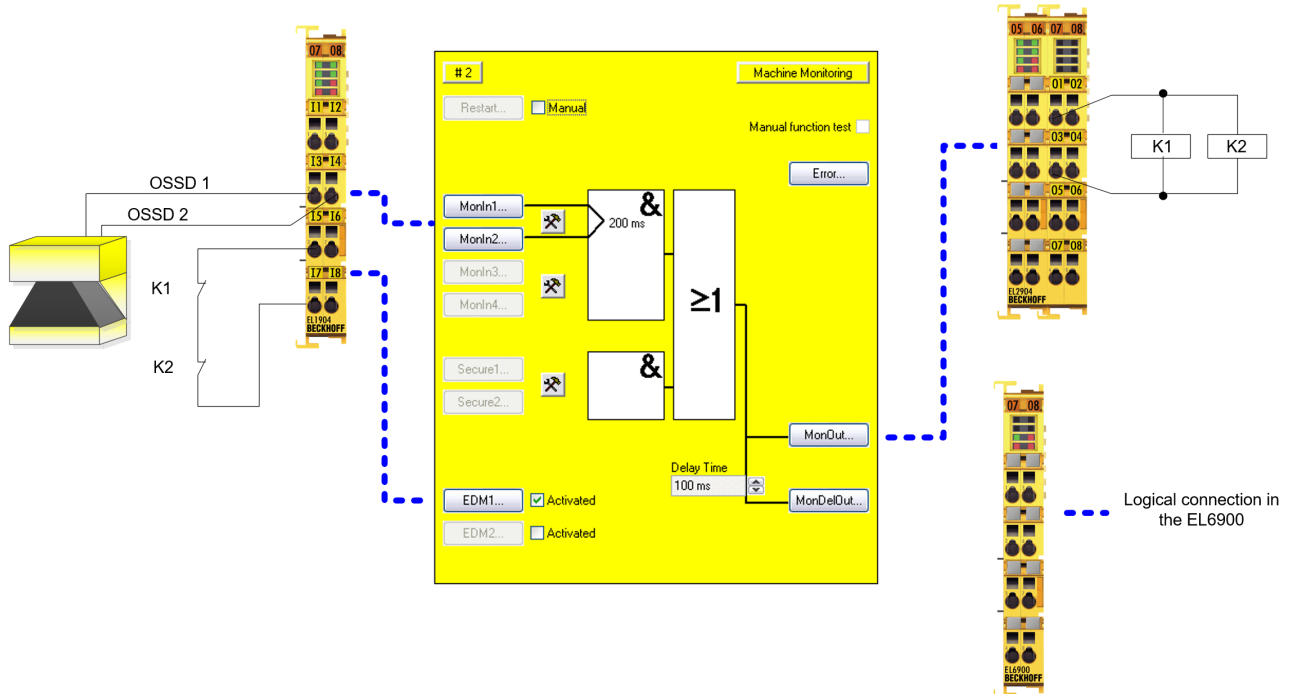 07 08
I1 I2
I3 I4
I5 I6
I7 I8
EL1904
BECKHOFF
OSSD 1
OSSD 2
K1
K2
# 2
Machine Monitoring
Restart...
Manual
Manual function test
Error...
MonIn1...
MonIn2...
MonIn3...
MonIn4...
&
200 ms
≥1
Secure1...
Secure2...
&
MonOut...
Delay Time
100 ms
MonDelOut...
EDM1...
Activated
EDM2...
Activated
05 06 07 08
01 02
03 04
05 06
07 08
EL2904
BECKHOFF
K1
K2
07 08
EL6900
BECKHOFF
Logical connection in
the EL6900